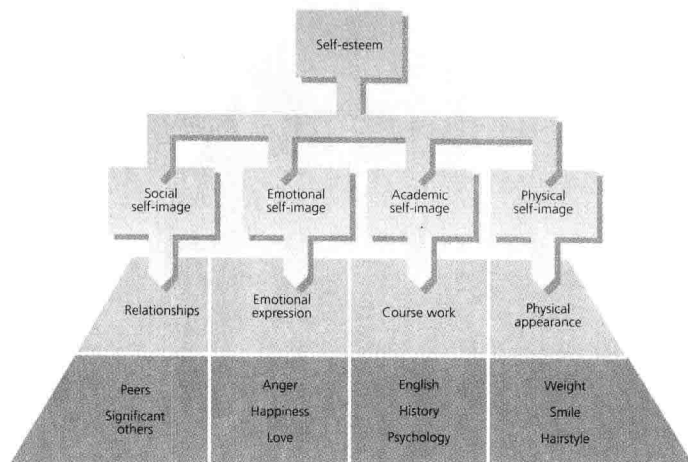 Self-esteem
Social
self-image
Emotional
self-image
Academic
self-image
Physical
self-image
Relationships
Emotional
expression
Course work
Physical
appearance
Peers
Significant
others
Anger
Happiness
Love
English
History
Psychology
Weight
Smile
Hairstyle